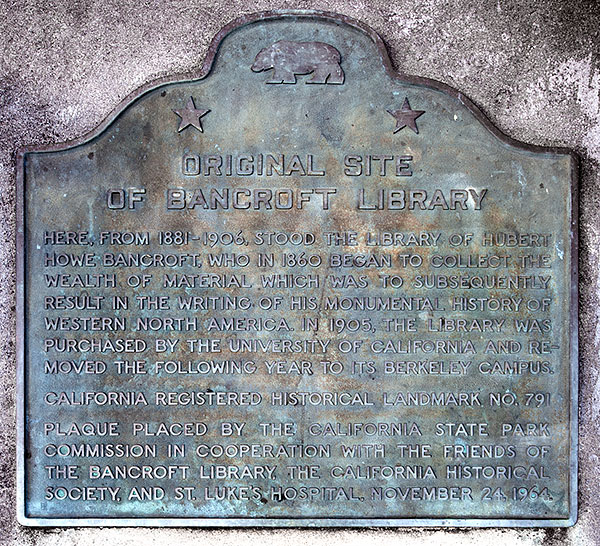 ORIGINAL SITE
OF BANCROFT LIBRARY
HERE, FROM 1881-1906, STOOD THE LIBRARY OF HUBERT
HOWE BANCROFT, WHO IN 1860 BEGAN TO COLLECT THE
WEALTH OF MATERIAL WHICH WAS TO SUBSEQUENTLY
RESULT IN THE WRITING OF HIS MONUMENTAL HISTORY OF
WESTERN NORTH AMERICA. IN 1905, THE LIBRARY WAS
PURCHASED BY THE UNIVERSITY OF CALIFORNIA AND RE-
MOVED THE FOLLOWING YEAR TO ITS BERKELEY CAMPUS.
CALIFORNIA REGISTERED HISTORICAL LANDMARK NO. 791
PLAQUE PLACED BY THE CALIFORNIA STATE PARK
COMMISSION IN COOPERATION WITH THE FRIENDS OF
THE BANCROFT LIBRARY, THE CALIFORNIA HISTORICAL
SOCIETY, AND ST. LUKE'S HOSPITAL, NOVEMBER 24, 1964.